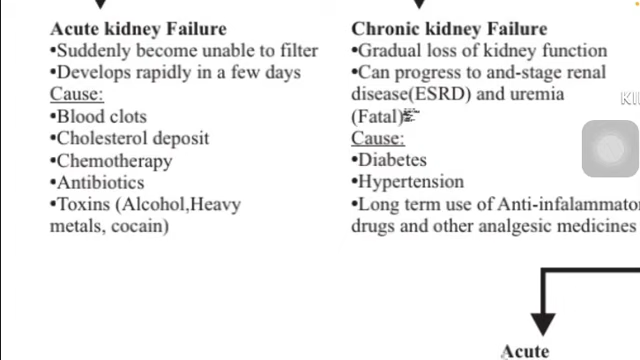 Acute kidney Failure
•Suddenly become unable to filter
•Develops rapidly in a few days
Cause:
•Blood clots
•Cholesterol deposit
•Chemotherapy
•Antibiotics
•Toxins (Alcohol,Heavy
metals, cocain)
Chronic kidney Failure
•Gradual loss of kidney function
•Can progress to and-stage renal
disease(ESRD) and uremia
(Fatal)
Cause:
•Diabetes
•Hypertension
•Long term use of Anti-infalammato
drugs and other analgesic medicines
Acute